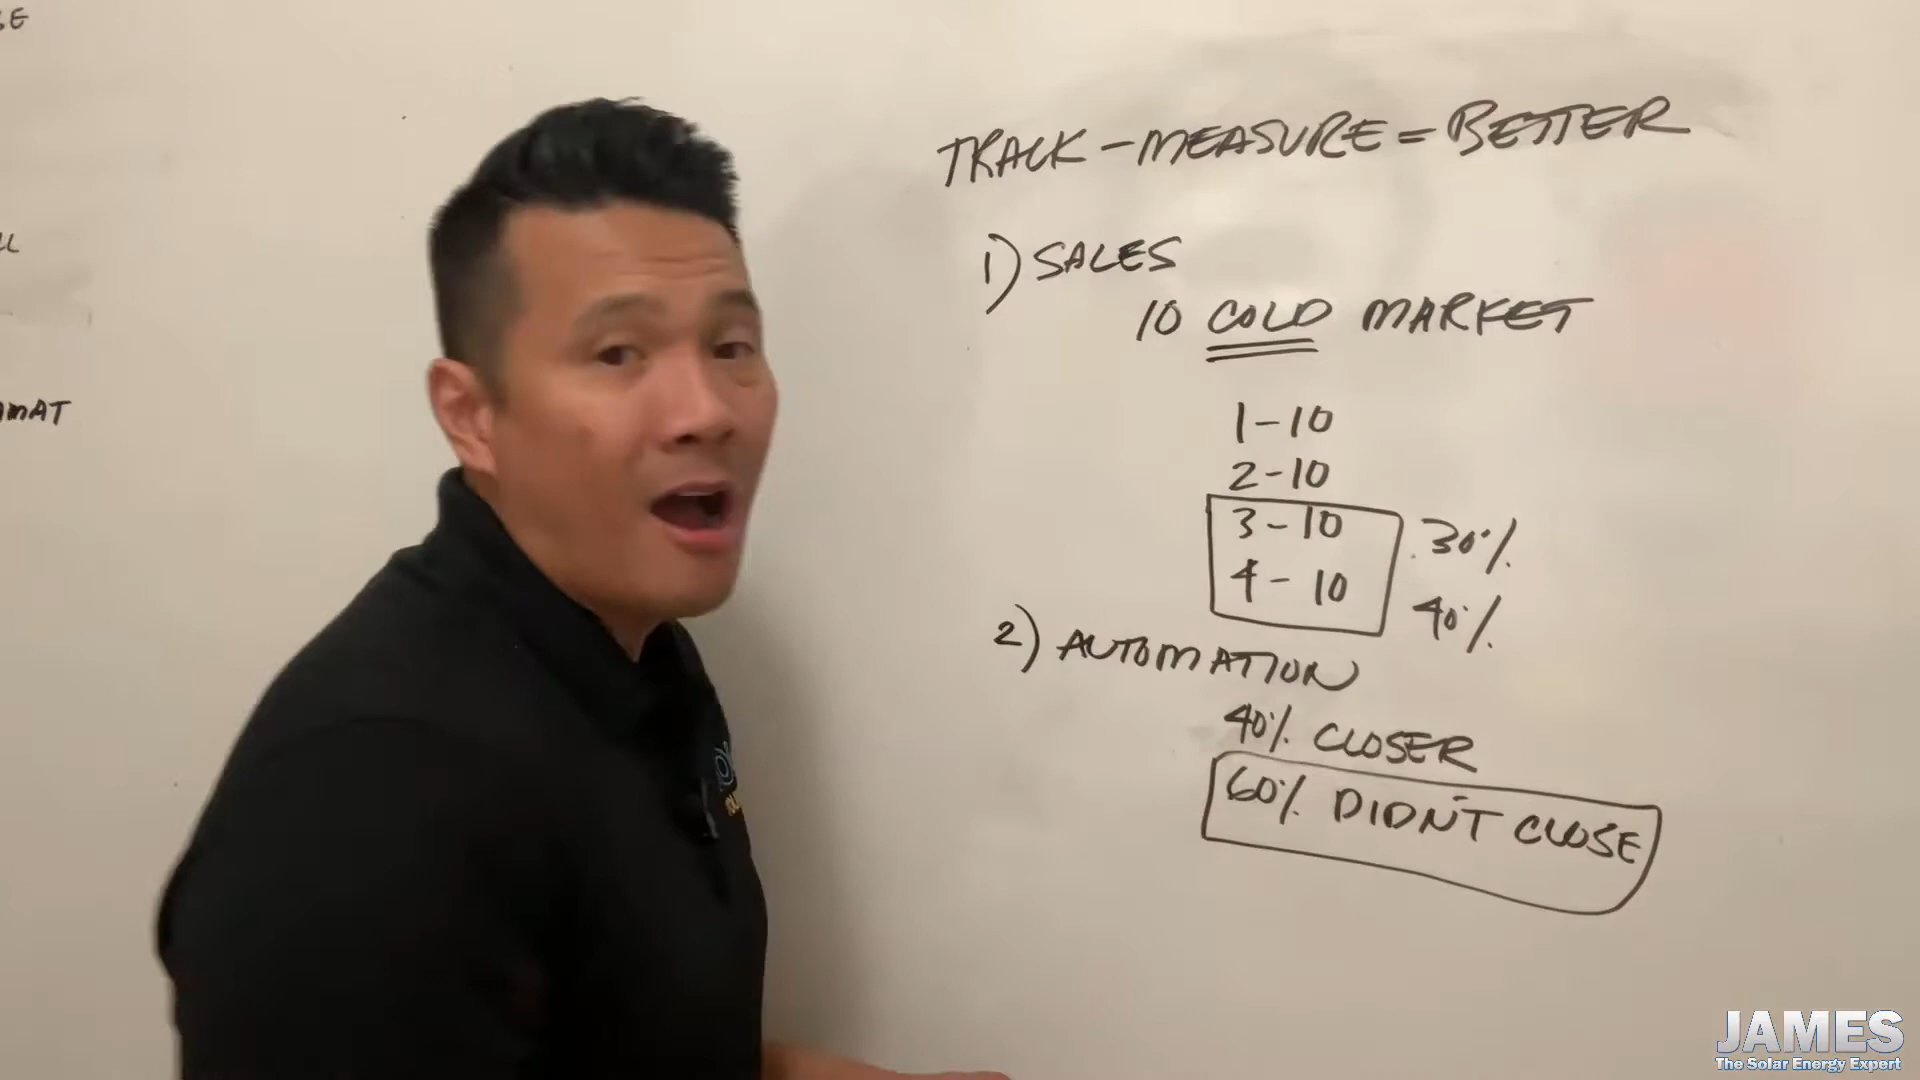 TRACK - MEASURE = BETTER
1) SALES
10 COLD MARKET
1 - 10
2 - 10
3 - 10 30%
4 - 10 40%
2) AUTOMATION
40% CLOSER
60% DIDN'T CLOSE
JAMES
The Solar Energy Expert